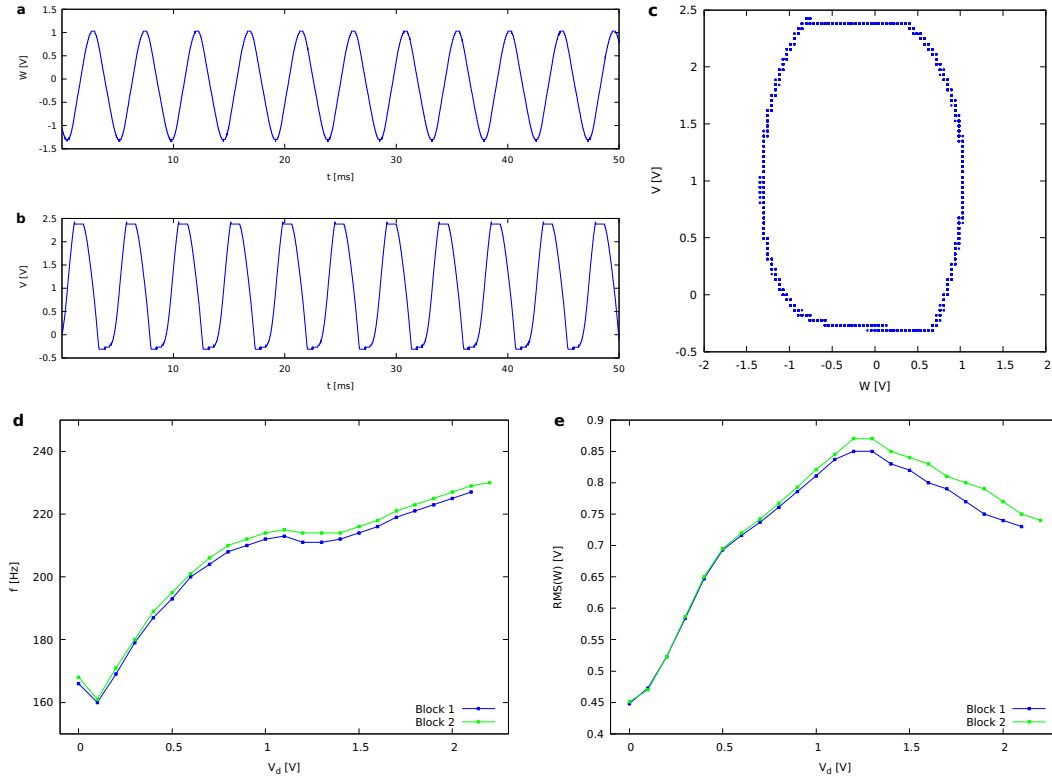 a
1.5
1
0.5
0
-0.5
-1
-1.5
W [V]
10 20 30 40 50
t [ms]
b
2.5
2
1.5
1
0.5
0
-0.5
V [V]
10 20 30 40 50
t [ms]
c
2.5
2
1.5
1
0.5
0
-0.5
V [V]
-2 -1.5 -1 -0.5 0 0.5 1 1.5 2
W [V]
d
240
220
200
180
160
f [Hz]
0 0.5 1 1.5 2
V_d [V]
Block 1
Block 2
e
0.9
0.85
0.8
0.75
0.7
0.65
0.6
0.55
0.5
0.45
0.4
RMS(W) [V]
0 0.5 1 1.5 2
V_d [V]
Block 1
Block 2